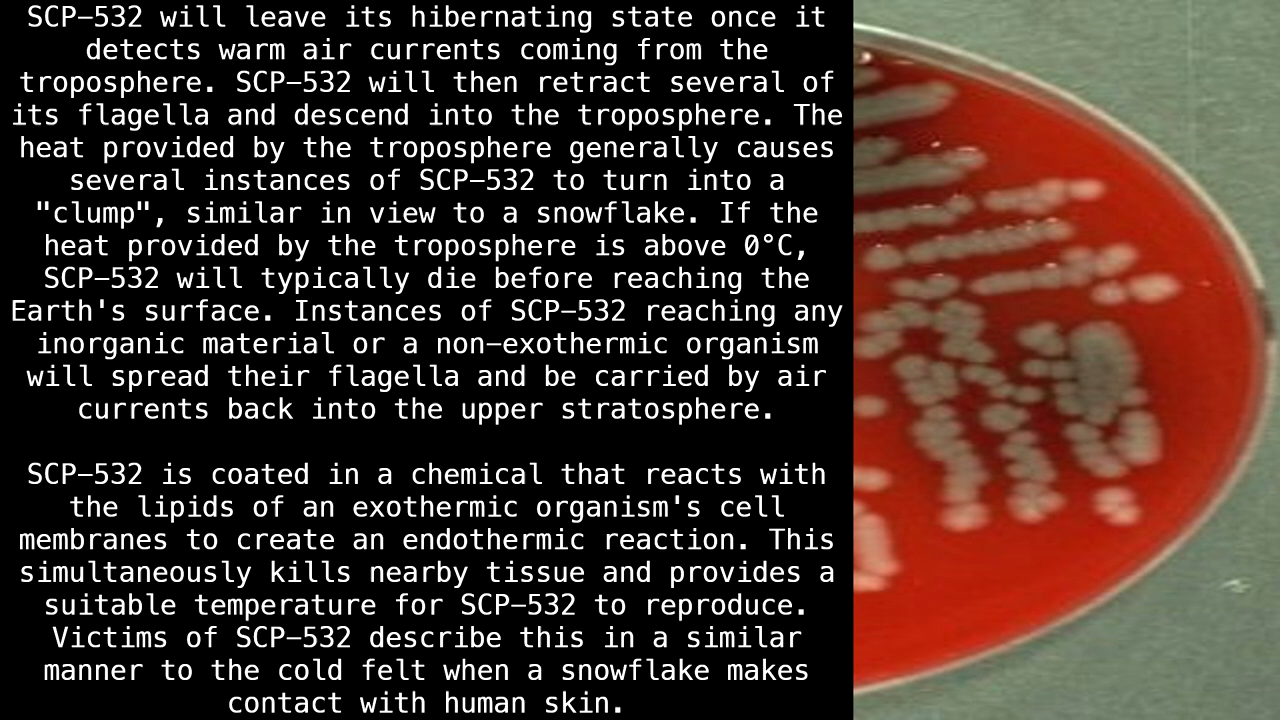 SCP–532 will leave its hibernating state once it
detects warm air currents coming from the
troposphere. SCP–532 will then retract several of
its flagella and descend into the troposphere. The
heat provided by the troposphere generally causes
several instances of SCP–532 to turn into a
"clump", similar in view to a snowflake. If the
heat provided by the troposphere is above 0°C,
SCP–532 will typically die before reaching the
Earth's surface. Instances of SCP–532 reaching any
inorganic material or a non–exothermic organism
will spread their flagella and be carried by air
currents back into the upper stratosphere.
SCP–532 is coated in a chemical that reacts with
the lipids of an exothermic organism's cell
membranes to create an endothermic reaction. This
simultaneously kills nearby tissue and provides a
suitable temperature for SCP–532 to reproduce.
Victims of SCP–532 describe this in a similar
manner to the cold felt when a snowflake makes
contact with human skin.